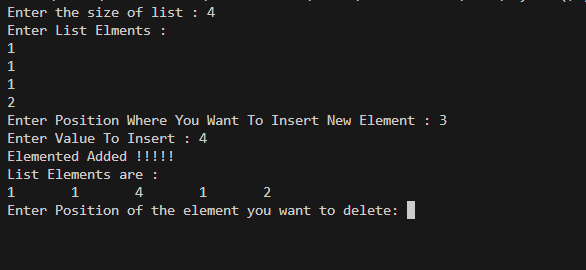 Enter the size of list : 4
Enter List Elments :
1
1
1
2
Enter Position Where You Want To Insert New Element : 3
Enter Value To Insert : 4
Elemented Added !!!!!
List Elements are :
1 1 4 1 2
Enter Position of the element you want to delete: